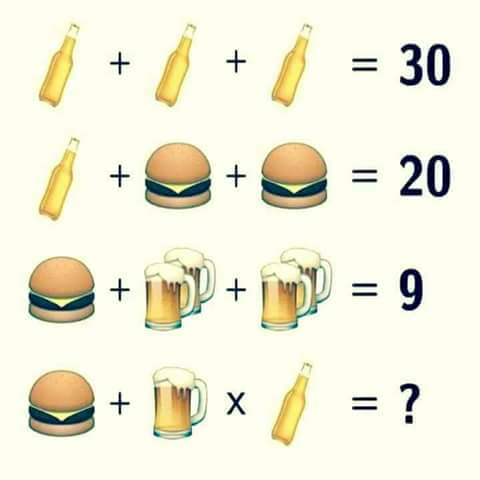 + + = 30
+ + = 20
+ + = 9
+ x = ?